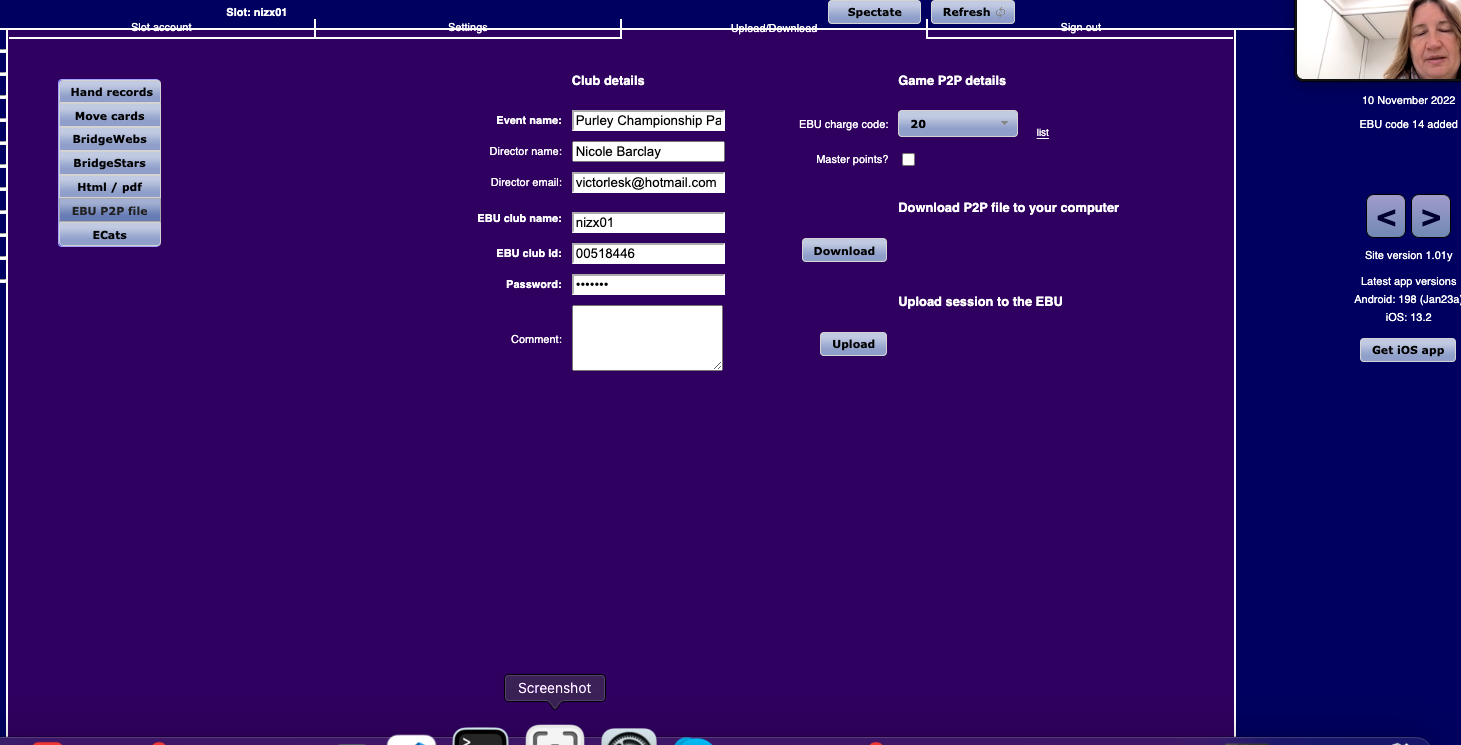 Slot: nizx01
Spectate
Refresh
Slot account
Settings
Upload/Download
Sign out
Hand records
Move cards
BridgeWebs
BridgeStars
Html / pdf
EBU P2P file
ECats
Club details
Event name: Purley Championship Pa
Director name: Nicole Barclay
Director email: victorlesk@hotmail.com
EBU club name: nizx01
EBU club Id: 00518446
Password: •••••••
Comment:
Game P2P details
EBU charge code: 20 list
Master points?
Download P2P file to your computer
Download
Upload session to the EBU
Upload
10 November 2022
EBU code 14 added
< >
Site version 1.01y
Latest app versions
Android: 198 (Jan23a)
iOS: 13.2
Get iOS app
Screenshot
>_